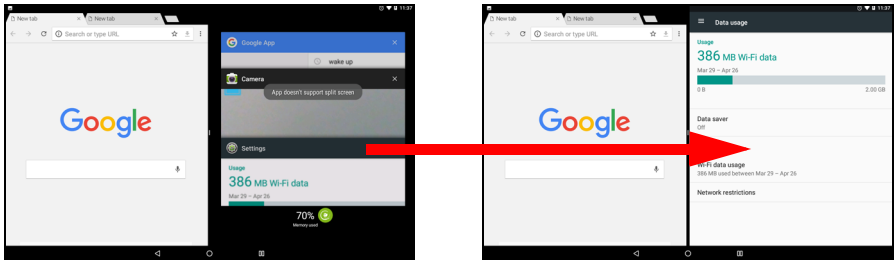 11:37
New tab
New tab
Search or type URL
Google
Google App
wake up
Camera
App doesn't support split screen
Settings
Usage
386 MB Wi-Fi data
Mar 29 – Apr 26
70%
Memory used
11:37
New tab
New tab
Search or type URL
Google
Data usage
Usage
386 MB Wi-Fi data
Mar 29 – Apr 26
0 B
2.00 GB
Data saver
Off
Wi-Fi data usage
386 MB used between Mar 29 – Apr 26
Network restrictions